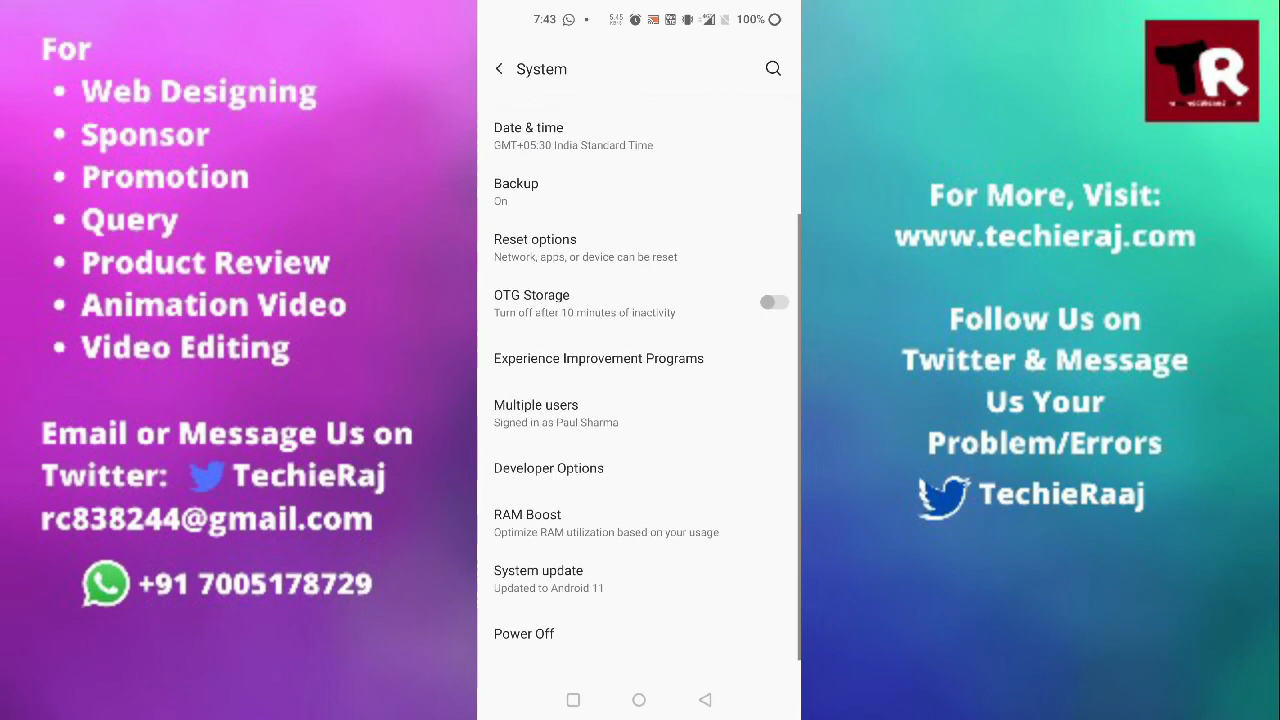 For
• Web Designing
• Sponsor
• Promotion
• Query
• Product Review
• Animation Video
• Video Editing
Email or Message Us on
Twitter: TechieRaj
rc838244@gmail.com
+91 7005178729
7:43
5.45
100%
System
Date & time
GMT+05:30 India Standard Time
Backup
On
Reset options
Network, apps, or device can be reset
OTG Storage
Turn off after 10 minutes of inactivity
Experience Improvement Programs
Multiple users
Signed in as Paul Sharma
Developer Options
RAM Boost
Optimize RAM utilization based on your usage
System update
Updated to Android 11
Power Off
TR
For More, Visit:
www.techieraj.com
Follow Us on
Twitter & Message
Us Your
Problem/Errors
TechieRaaj